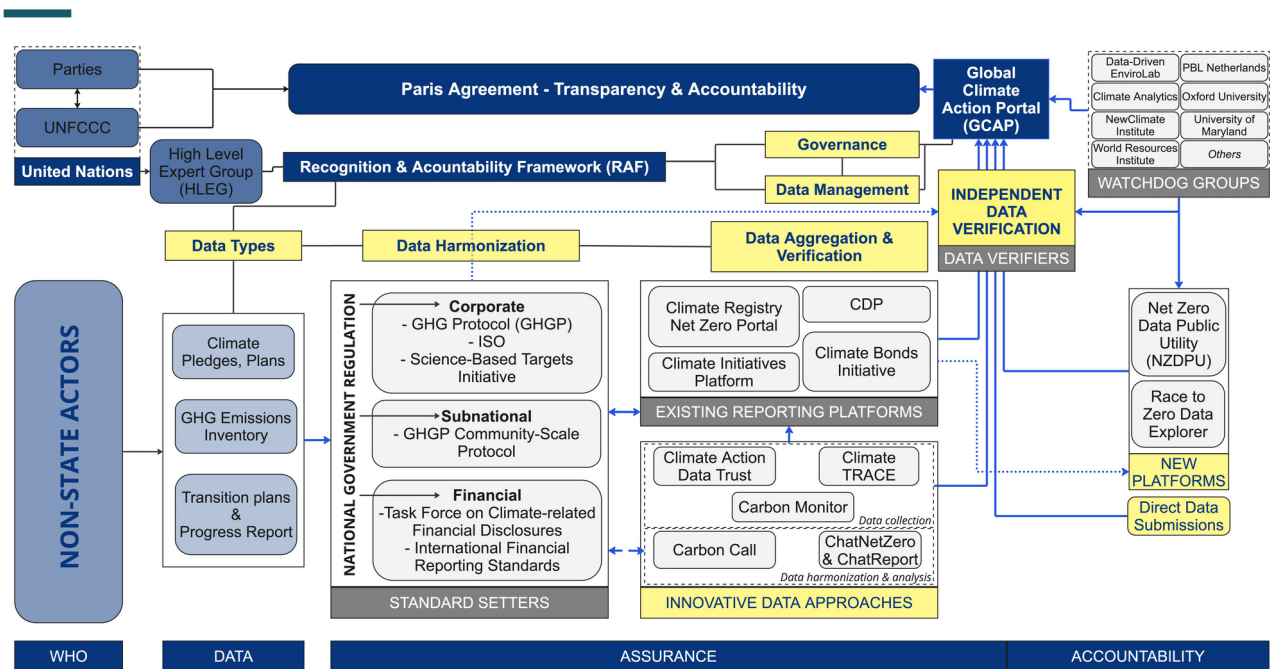 Parties
UNFCCC
United Nations
High Level
Expert Group
(HLEG)
Paris Agreement - Transparency & Accountability
Recognition & Acountability Framework (RAF)
Governance
Data Management
Global
Climate
Action Portal
(GCAP)
Data-Driven
EnviroLab
PBL Netherlands
Climate Analytics
Oxford University
NewClimate
Institute
University of
Maryland
World Resources
Institute
Others
WATCHDOG GROUPS
Data Types
Data Harmonization
Data Aggregation &
Verification
INDEPENDENT
DATA
VERIFICATION
DATA VERIFIERS
NON-STATE ACTORS
Climate
Pledges, Plans
GHG Emissions
Inventory
Transition plans
&
Progress Report
NATIONAL GOVERNMENT REGULATION
Corporate
- GHG Protocol (GHGP)
- ISO
- Science-Based Targets
Initiative
Subnational
- GHGP Community-Scale
Protocol
Financial
-Task Force on Climate-related
Financial Disclosures
- International Financial
Reporting Standards
STANDARD SETTERS
Climate Registry
Net Zero Portal
CDP
Climate Initiatives
Platform
Climate Bonds
Initiative
EXISTING REPORTING PLATFORMS
Climate Action
Data Trust
Climate
TRACE
Carbon Monitor
Data collection
Carbon Call
ChatNetZero
& ChatReport
Data harmonization & analysis
INNOVATIVE DATA APPROACHES
Net Zero
Data Public
Utility
(NZDPU)
Race to
Zero Data
Explorer
NEW
PLATFORMS
Direct Data
Submissions
WHO
DATA
ASSURANCE
ACCOUNTABILITY